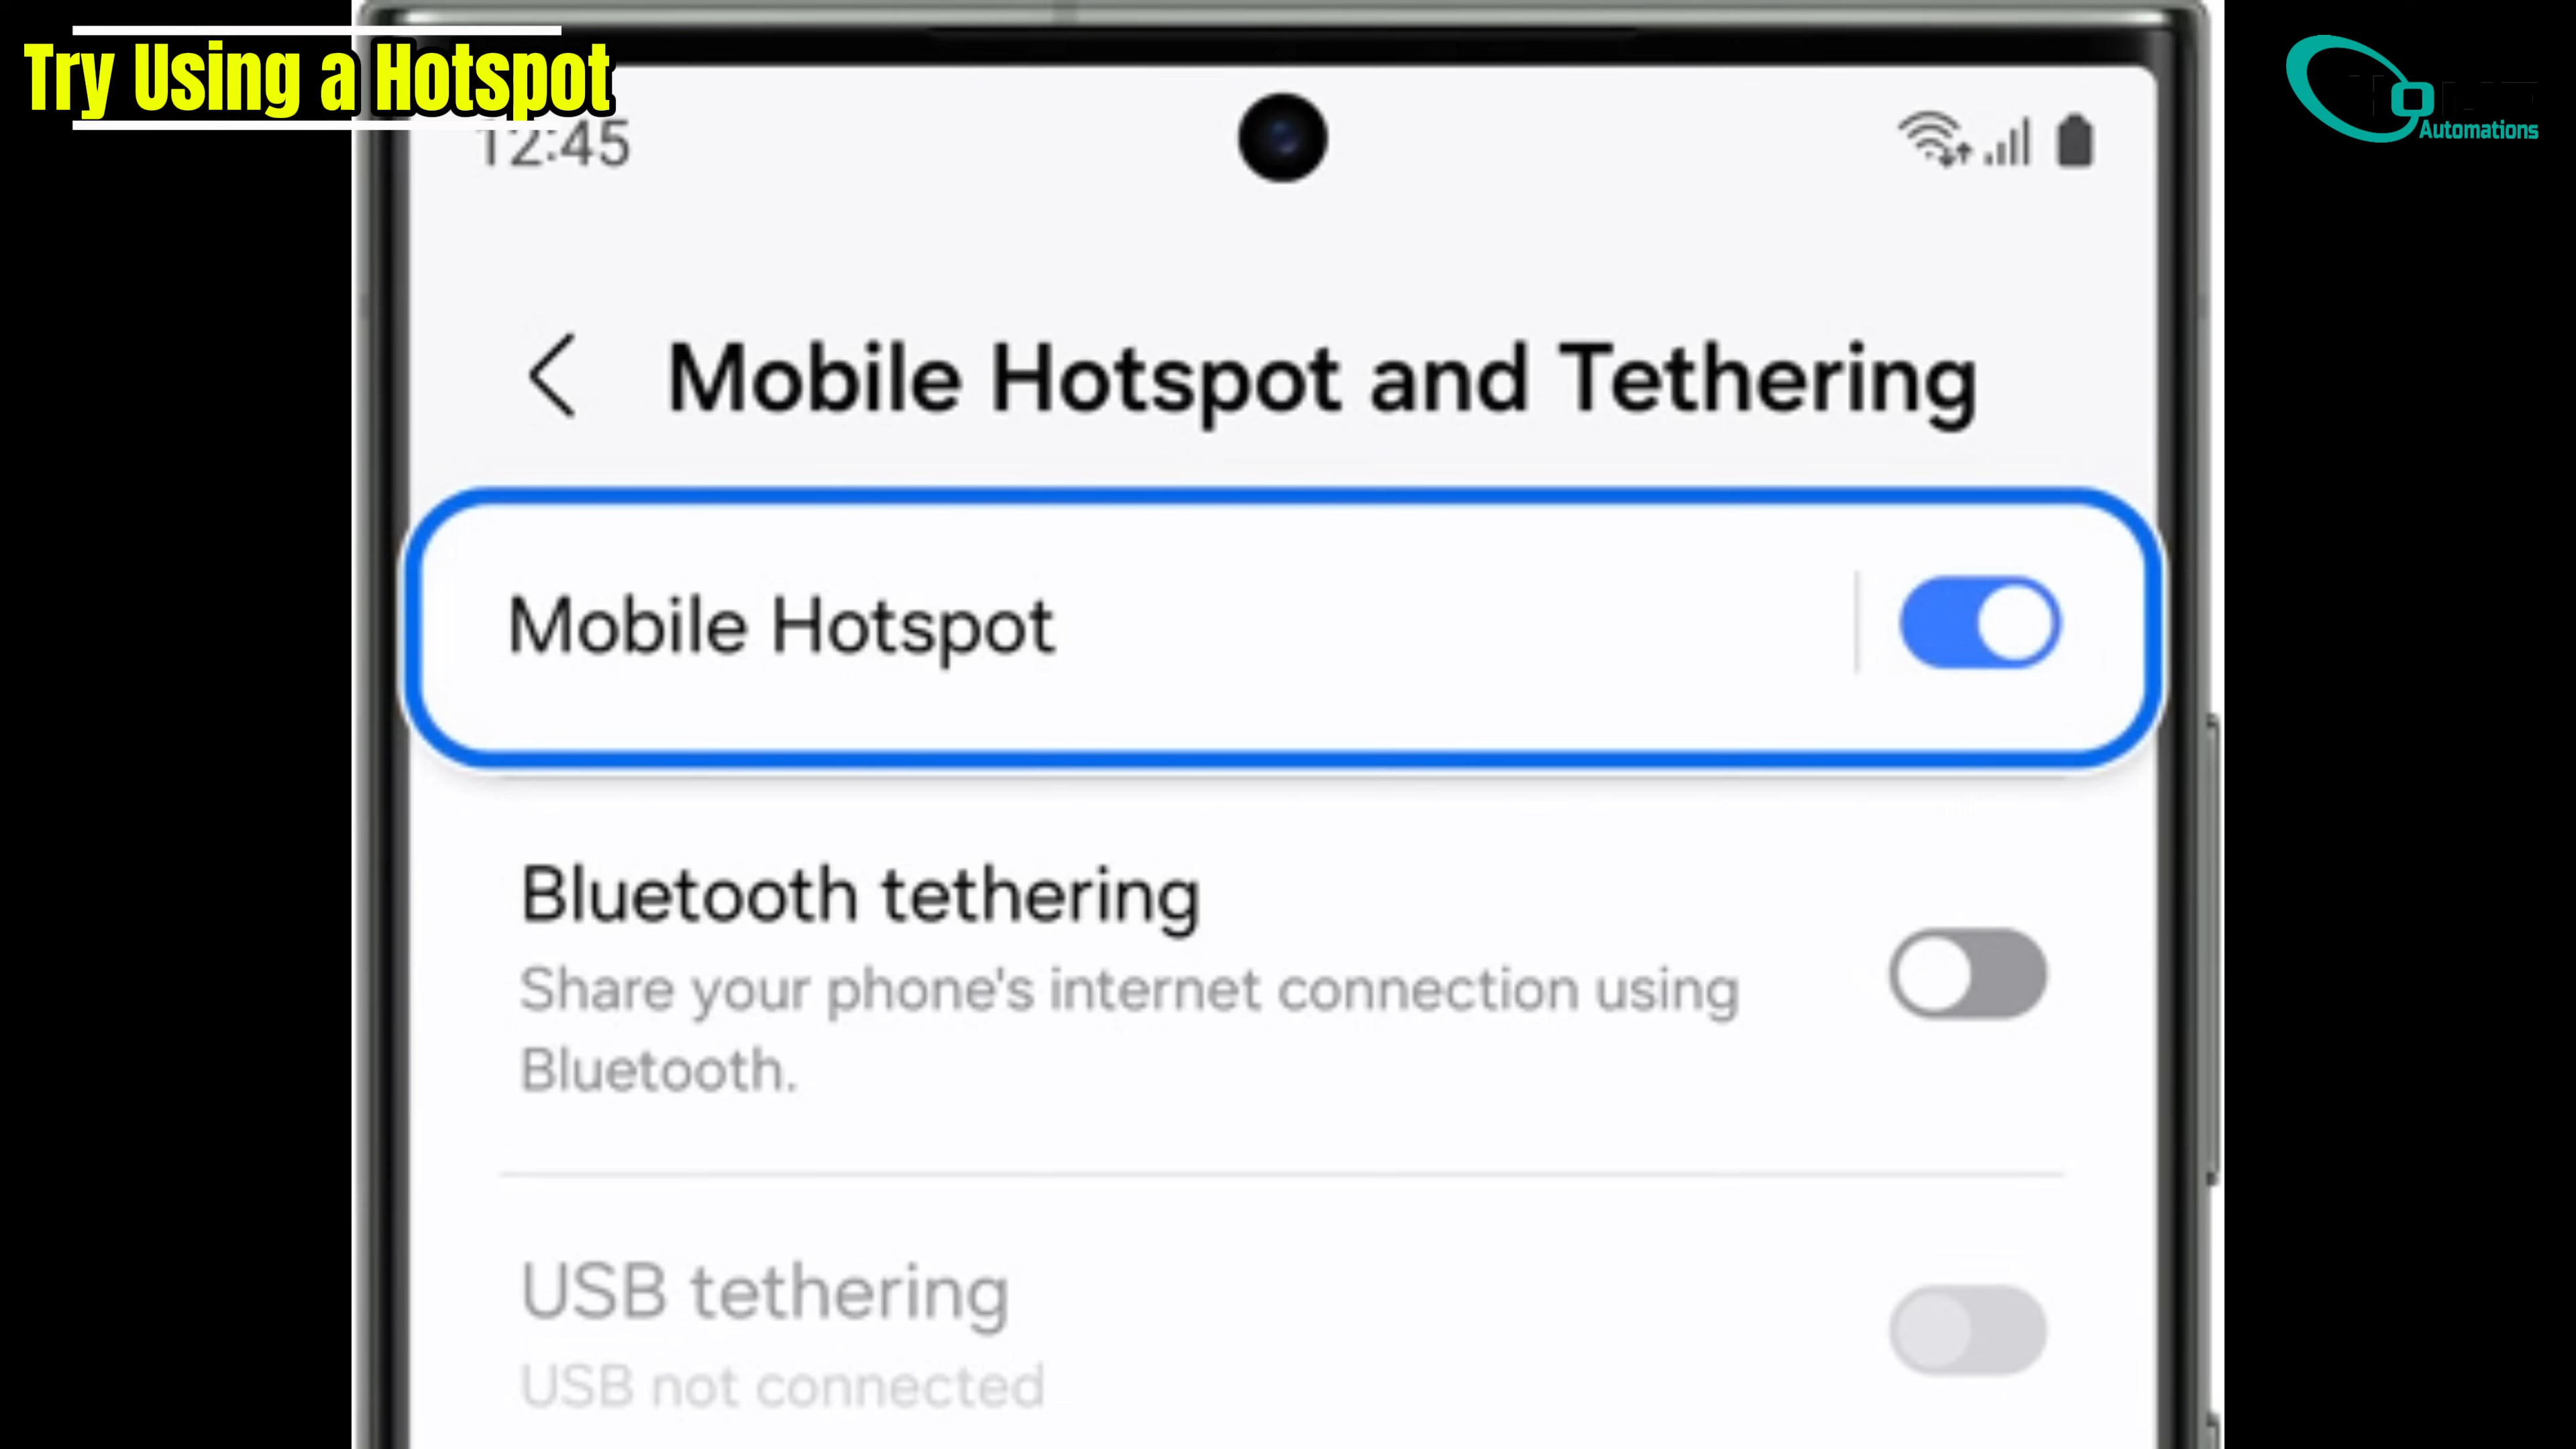 Try Using a Hotspot
12:45
Mobile Hotspot and Tethering
Mobile Hotspot
Bluetooth tethering
Share your phone's internet connection using
Bluetooth.
USB tethering
USB not connected
Automations